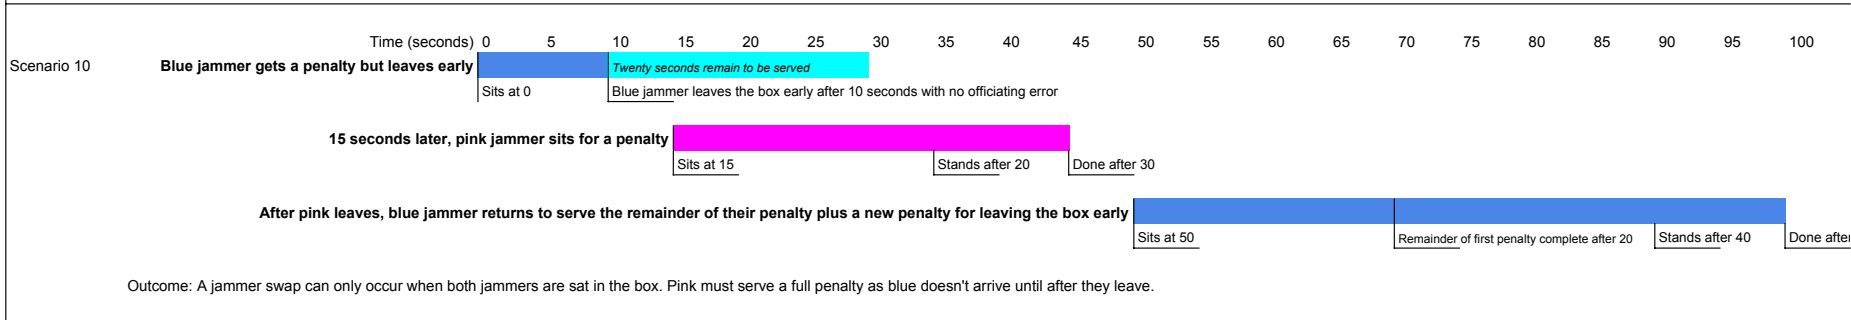 Time (seconds) 0 5 10 15 20 25 30 35 40 45 50 55 60 65 70 75 80 85 90 95 100
Scenario 10 Blue jammer gets a penalty but leaves early Twenty seconds remain to be served
Sits at 0 Blue jammer leaves the box early after 10 seconds with no officiating error
15 seconds later, pink jammer sits for a penalty
Sits at 15 Stands after 20 Done after 30
After pink leaves, blue jammer returns to serve the remainder of their penalty plus a new penalty for leaving the box early
Sits at 50 Remainder of first penalty complete after 20 Stands after 40 Done after
Outcome: A jammer swap can only occur when both jammers are sat in the box. Pink must serve a full penalty as blue doesn't arrive until after they leave.